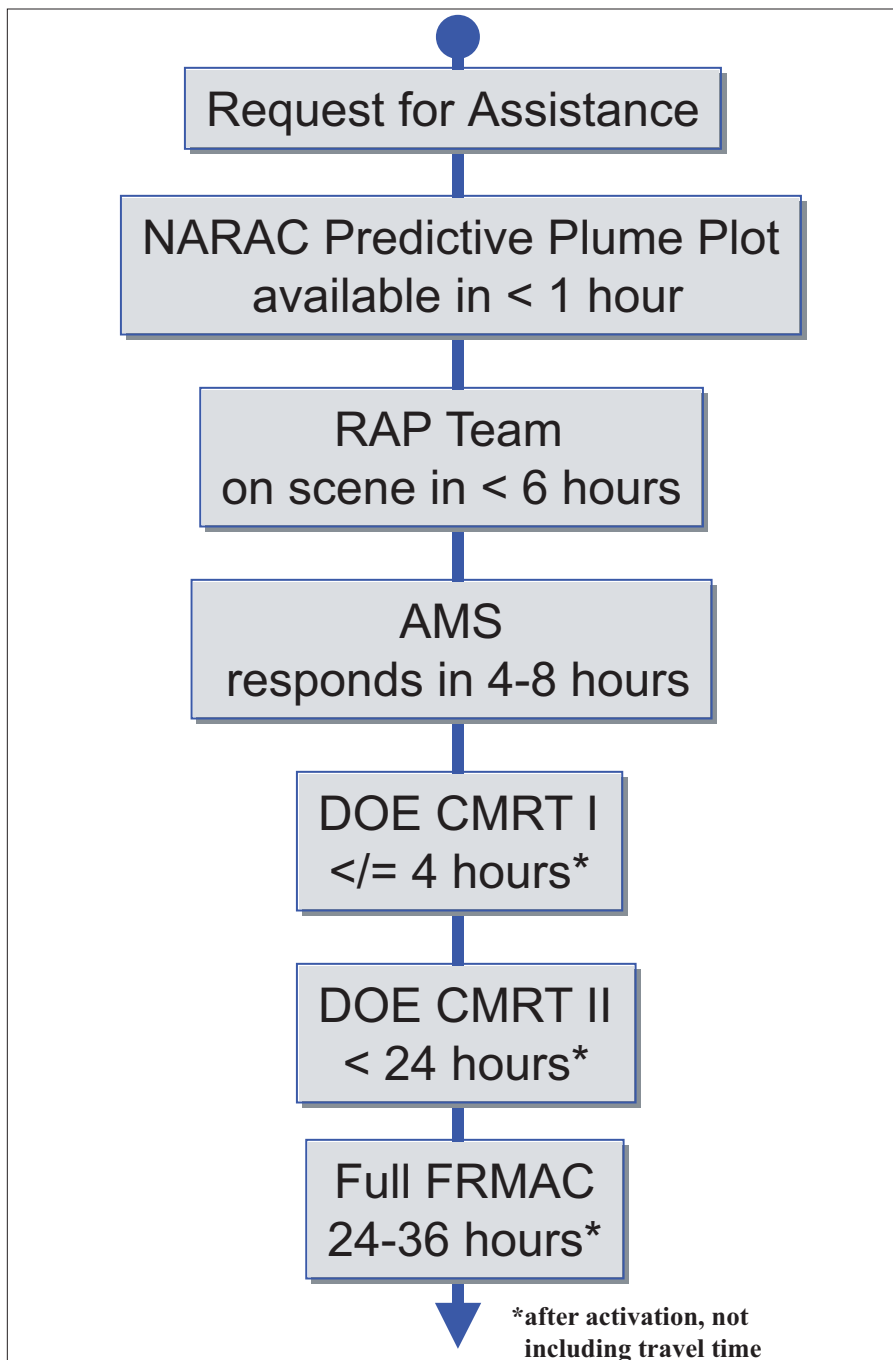 Request for Assistance
NARAC Predictive Plume Plot
available in < 1 hour
RAP Team
on scene in < 6 hours
AMS
responds in 4-8 hours
DOE CMRT I
</= 4 hours*
DOE CMRT II
< 24 hours*
Full FRMAC
24-36 hours*
*after activation, not
including travel time